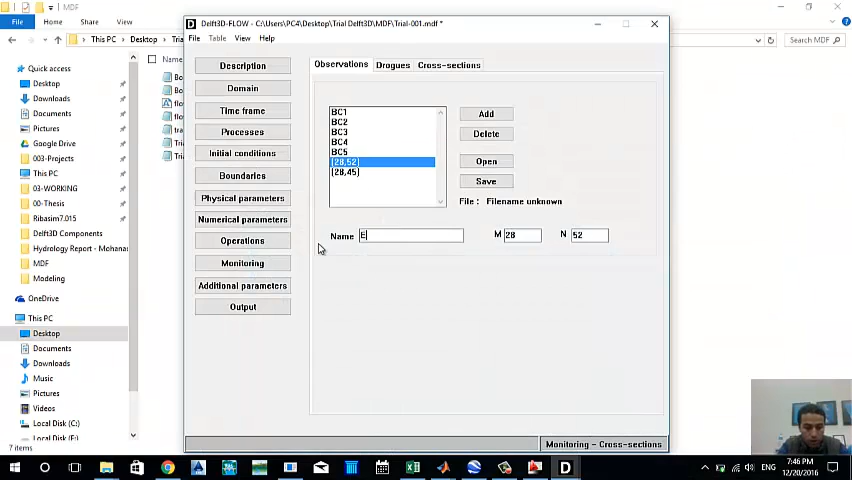 MDF
File
Home
Share
View
This PC
Desktop
Search MDF
Quick access
Desktop
Downloads
Documents
Pictures
Google Drive
003-Projects
This PC
03-WORKING
00-Thesis
Ribasim7.015
Delft3D Components
Hydrology Report - Mohana
MDF
Modeling
OneDrive
This PC
Desktop
Documents
Downloads
Music
Pictures
Videos
Local Disk (C:)
7 items
Delft3D-FLOW - C:\Users\PC4\Desktop\Trial Delft3D\MDF\Trial-001.mdf *
File Table View Help
Description
Domain
Time frame
Processes
Initial conditions
Boundaries
Physical parameters
Numerical parameters
Operations
Monitoring
Additional parameters
Output
Observations Drogues Cross-sections
BC1
BC2
BC3
BC4
BC5
(28,52)
(28,45)
Add
Delete
Open
Save
File : Filename unknown
Name E M 28 N 52
Monitoring - Cross-sections
ENG
7:46 PM
12/20/2016